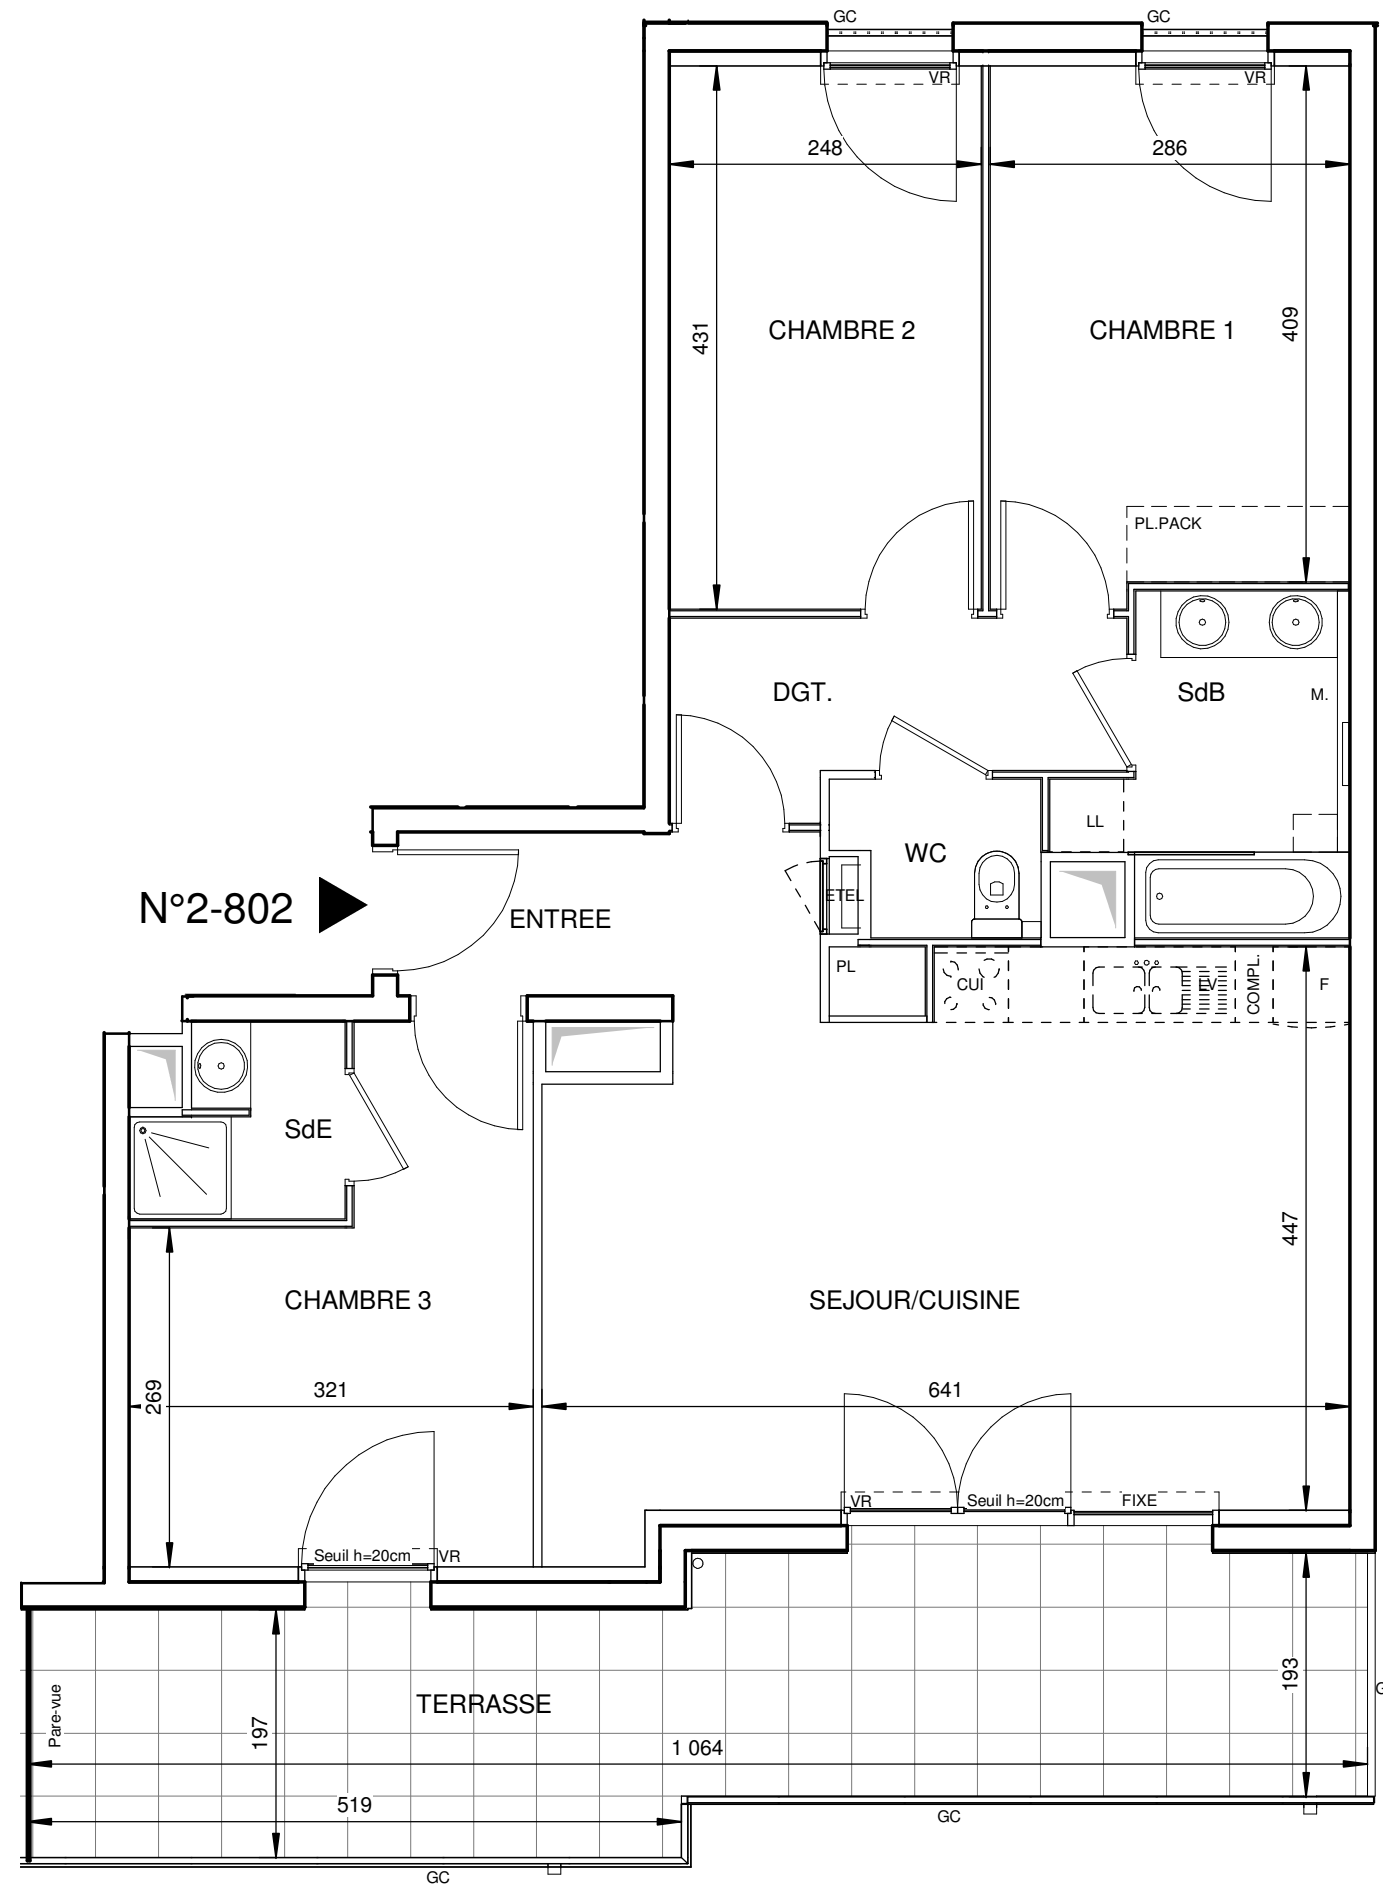 GC
GC
VR
VR
248
286
431
CHAMBRE 2
CHAMBRE 1
409
PL.PACK
DGT.
SdB
M.
LL
WC
N°2-802
ENTREE
ETEL
PL
CUI
LV
COMPL.
F
SdE
447
CHAMBRE 3
SEJOUR/CUISINE
269
321
641
VR
Seuil h=20cm
FIXE
Seuil h=20cm
VR
Pare-vue
TERRASSE
197
193
1 064
519
GC
GC